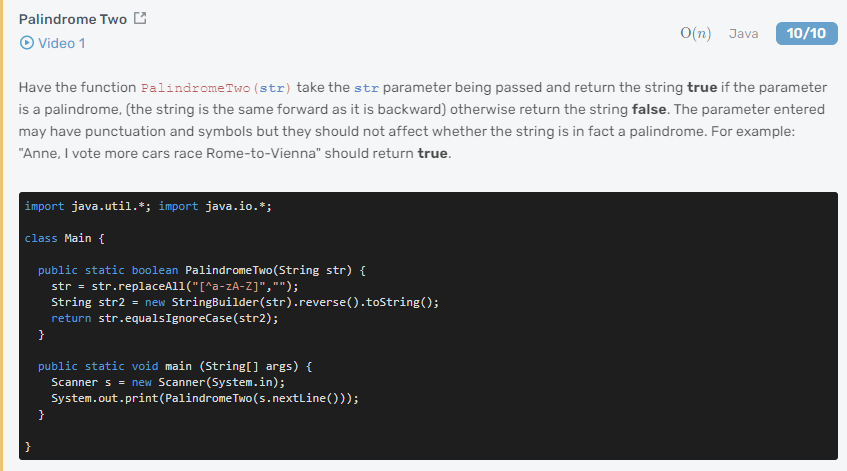 Palindrome Two
Video 1
O(n) Java 10/10
Have the function PalindromeTwo(str) take the str parameter being passed and return the string true if the parameter
is a palindrome, (the string is the same forward as it is backward) otherwise return the string false. The parameter entered
may have punctuation and symbols but they should not affect whether the string is in fact a palindrome. For example:
"Anne, I vote more cars race Rome-to-Vienna" should return true.
import java.util.*; import java.io.*;
class Main {
  public static boolean PalindromeTwo(String str) {
    str = str.replaceAll("[^a-zA-Z]","");
    String str2 = new StringBuilder(str).reverse().toString();
    return str.equalsIgnoreCase(str2);
  }
  public static void main (String[] args) {
    Scanner s = new Scanner(System.in);
    System.out.print(PalindromeTwo(s.nextLine()));
  }
}